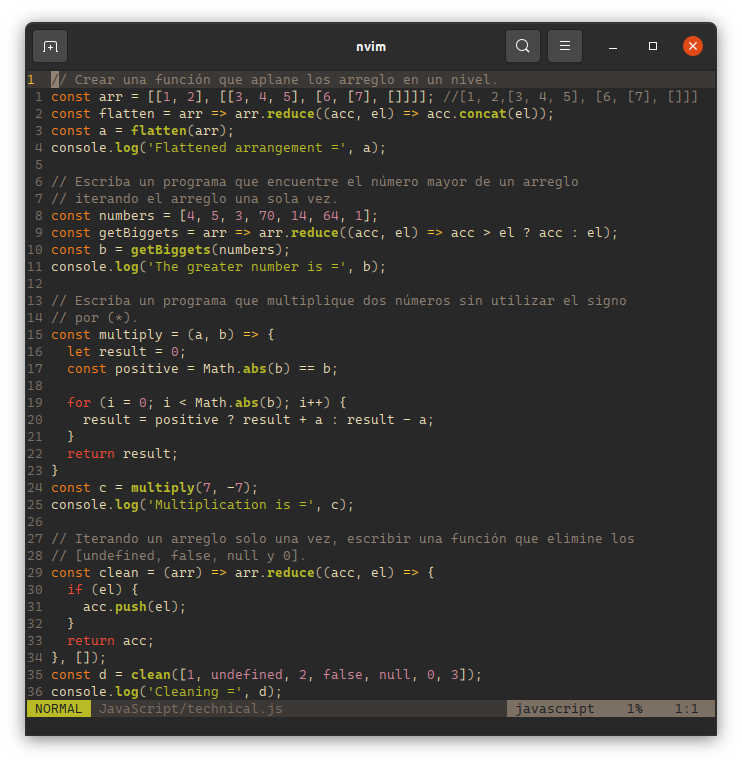 nvim
1 // Crear una función que aplane los arreglo en un nivel.
1 const arr = [[1, 2], [[3, 4, 5], [6, [7], []]]]; //[1, 2,[3, 4, 5], [6, [7], []]]
2 const flatten = arr => arr.reduce((acc, el) => acc.concat(el));
3 const a = flatten(arr);
4 console.log('Flattened arrangement =', a);
5
6 // Escriba un programa que encuentre el número mayor de un arreglo
7 // iterando el arreglo una sola vez.
8 const numbers = [4, 5, 3, 70, 14, 64, 1];
9 const getBiggets = arr => arr.reduce((acc, el) => acc > el ? acc : el);
10 const b = getBiggets(numbers);
11 console.log('The greater number is =', b);
12
13 // Escriba un programa que multiplique dos números sin utilizar el signo
14 // por (*).
15 const multiply = (a, b) => {
16   let result = 0;
17   const positive = Math.abs(b) == b;
18
19   for (i = 0; i < Math.abs(b); i++) {
20     result = positive ? result + a : result - a;
21   }
22   return result;
23 }
24 const c = multiply(7, -7);
25 console.log('Multiplication is =', c);
26
27 // Iterando un arreglo solo una vez, escribir una función que elimine los
28 // [undefined, false, null y 0].
29 const clean = (arr) => arr.reduce((acc, el) => {
30   if (el) {
31     acc.push(el);
32   }
33   return acc;
34 }, []);
35 const d = clean([1, undefined, 2, false, null, 0, 3]);
36 console.log('Cleaning =', d);
NORMAL JavaScript/technical.js javascript 1% 1:1